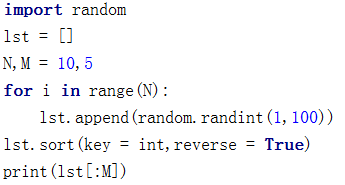 import random
lst = []
N,M = 10,5
for i in range(N):
    lst.append(random.randint(1,100))
lst.sort(key = int,reverse = True)
print(lst[:M])